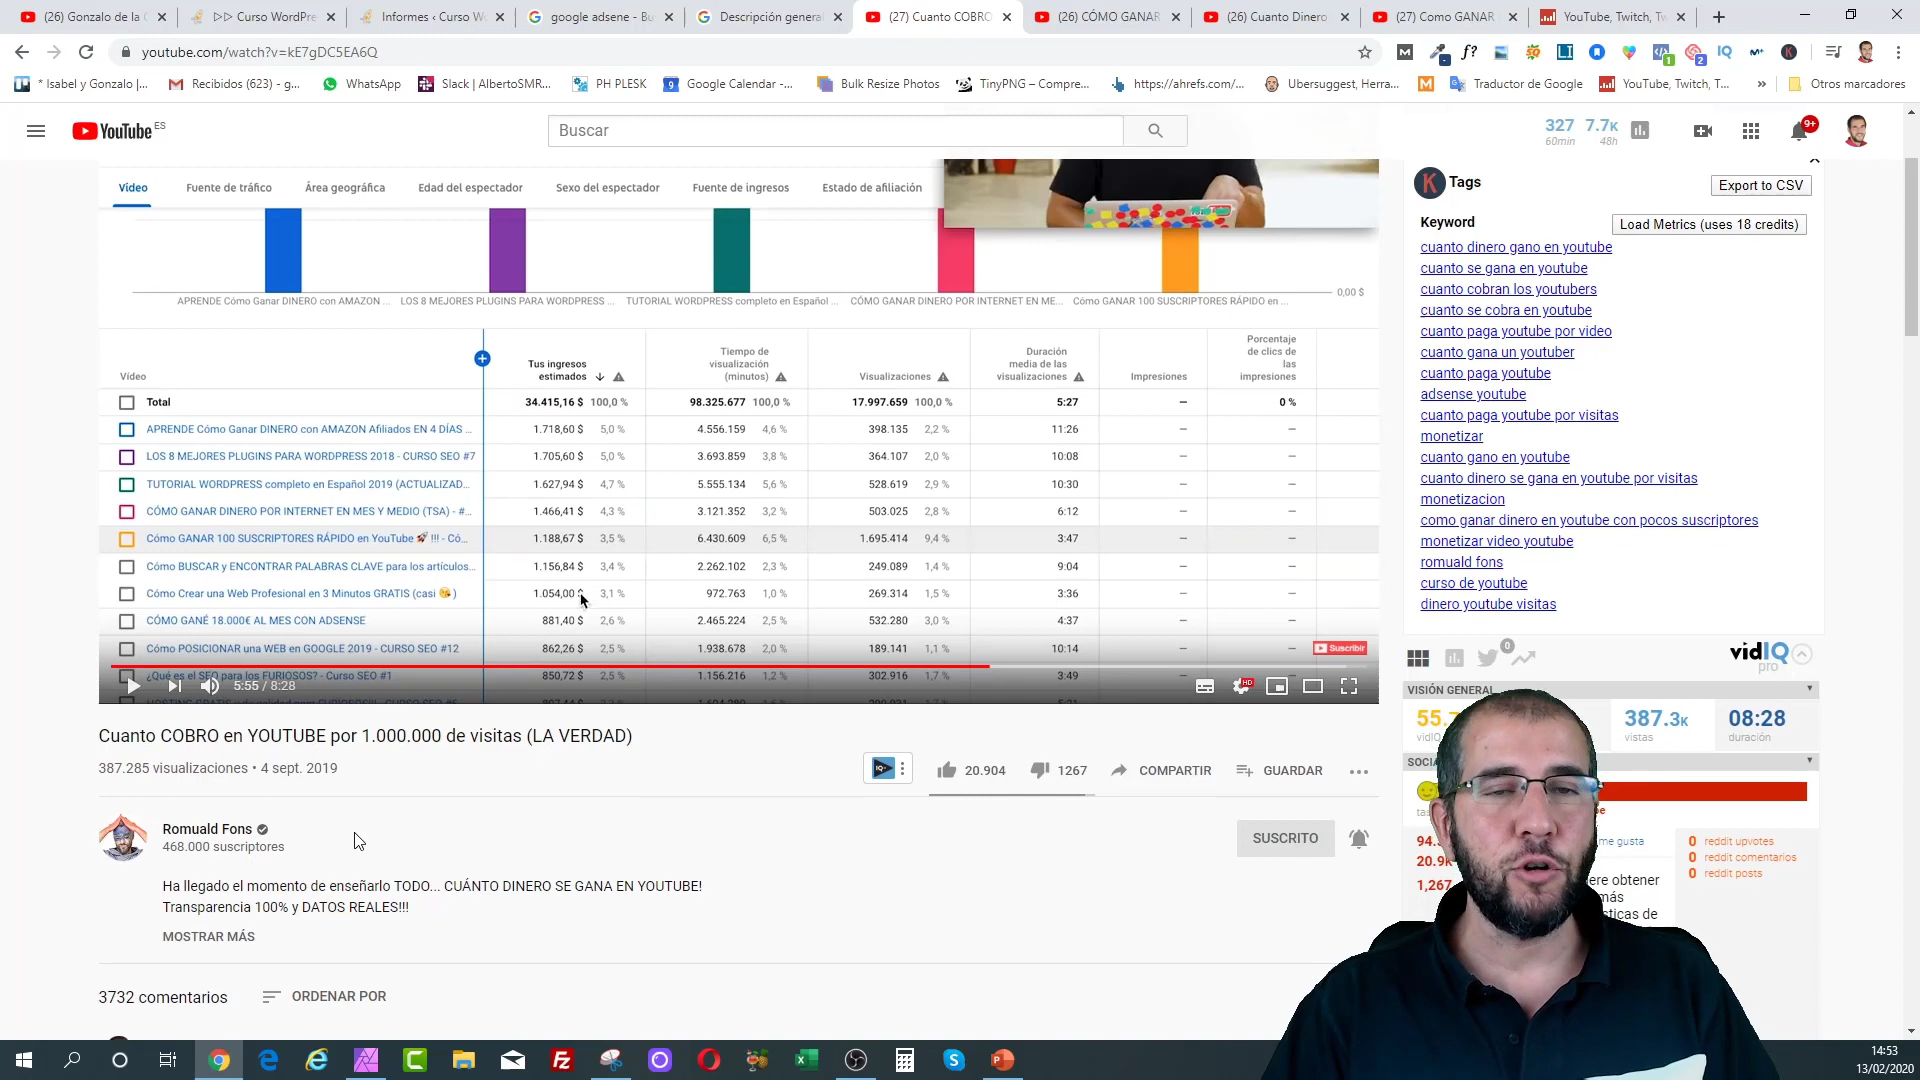 (26) Gonzalo de la C
▷▷ Curso WordPre
Informes ‹ Curso W
google adsene - Bu
Descripción general
(27) Cuanto COBRO
(26) CÓMO GANAR
(26) Cuanto Dinero
(27) Como GANAR
YouTube, Twitch, Tw
youtube.com/watch?v=kE7gDC5EA6Q
* Isabel y Gonzalo |...
Recibidos (623) - g...
WhatsApp
Slack | AlbertoSMR...
PH PLESK
Google Calendar -...
Bulk Resize Photos
TinyPNG – Compre...
https://ahrefs.com/...
Ubersuggest, Herra...
Traductor de Google
YouTube, Twitch, T...
Otros marcadores
YouTube ES
Buscar
327 7.7K
60min 48h
9+
Vídeo Fuente de tráfico Área geográfica Edad del espectador Sexo del espectador Fuente de ingresos Estado de afiliación
0,00 $
APRENDE Cómo Ganar DINERO con AMAZON ... LOS 8 MEJORES PLUGINS PARA WORDPRESS ... TUTORIAL WORDPRESS completo en Español ... CÓMO GANAR DINERO POR INTERNET EN ME... Cómo GANAR 100 SUSCRIPTORES RÁPIDO en ...
Vídeo
Tus ingresos
estimados
Tiempo de
visualización
(minutos)
Visualizaciones
Duración
media de las
visualizaciones
Impresiones
Porcentaje
de clics de
las
impresiones
Total 34.415,16 $ 100,0 % 98.325.677 100,0 % 17.997.659 100,0 % 5:27 — 0 %
APRENDE Cómo Ganar DINERO con AMAZON Afiliados EN 4 DÍAS ... 1.718,60 $ 5,0 % 4.556.159 4,6 % 398.135 2,2 % 11:26 — —
LOS 8 MEJORES PLUGINS PARA WORDPRESS 2018 - CURSO SEO #7 1.705,60 $ 5,0 % 3.693.859 3,8 % 364.107 2,0 % 10:08 — —
TUTORIAL WORDPRESS completo en Español 2019 (ACTUALIZAD... 1.627,94 $ 4,7 % 5.555.134 5,6 % 528.619 2,9 % 10:30 — —
CÓMO GANAR DINERO POR INTERNET EN MES Y MEDIO (TSA) - #... 1.466,41 $ 4,3 % 3.121.352 3,2 % 503.025 2,8 % 6:12 — —
Cómo GANAR 100 SUSCRIPTORES RÁPIDO en YouTube 🚀 !!! - Có... 1.188,67 $ 3,5 % 6.430.609 6,5 % 1.695.414 9,4 % 3:47 — —
Cómo BUSCAR y ENCONTRAR PALABRAS CLAVE para los artículos... 1.156,84 $ 3,4 % 2.262.102 2,3 % 249.089 1,4 % 9:04 — —
Cómo Crear una Web Profesional en 3 Minutos GRATIS (casi 😘) 1.054,00 $ 3,1 % 972.763 1,0 % 269.314 1,5 % 3:36 — —
CÓMO GANÉ 18.000€ AL MES CON ADSENSE 881,40 $ 2,6 % 2.465.224 2,5 % 532.280 3,0 % 4:37 — —
Cómo POSICIONAR una WEB en GOOGLE 2019 - CURSO SEO #12 862,26 $ 2,5 % 1.938.678 2,0 % 189.141 1,1 % 10:14 —
Suscribir
¿Qué es el SEO para los FURIOSOS? - Curso SEO #1 850,72 $ 2,5 % 1.156.216 1,2 % 302.916 1,7 % 3:49 — —
5:55 / 8:28
HD
Cuanto COBRO en YOUTUBE por 1.000.000 de visitas (LA VERDAD)
387.285 visualizaciones • 4 sept. 2019
20.904 1267 COMPARTIR GUARDAR
Romuald Fons
468.000 suscriptores
SUSCRITO
Ha llegado el momento de enseñarlo TODO... CUÁNTO DINERO SE GANA EN YOUTUBE!
Transparencia 100% y DATOS REALES!!!
MOSTRAR MÁS
3732 comentarios ORDENAR POR
Tags
Export to CSV
Keyword
Load Metrics (uses 18 credits)
cuanto dinero gano en youtube
cuanto se gana en youtube
cuanto cobran los youtubers
cuanto se cobra en youtube
cuanto paga youtube por video
cuanto gana un youtuber
cuanto paga youtube
adsense youtube
cuanto paga youtube por visitas
monetizar
cuanto gano en youtube
cuanto dinero se gana en youtube por visitas
monetizacion
como ganar dinero en youtube con pocos suscriptores
monetizar video youtube
romuald fons
curso de youtube
dinero youtube visitas
0
vidIQ
pro
VISIÓN GENERAL
55. 387.3K 08:28
vidIQ vistas duración
SOCIA
me gusta
20.9K
1,267
0 reddit upvotes
0 reddit comentarios
0 reddit posts
ere obtener
más
sticas de
14:53
13/02/2020